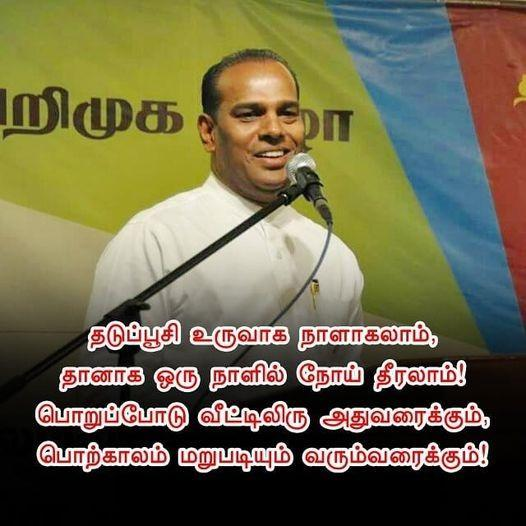 றிமுக
தடுப்பூசி உருவாக நாளாகலாம்,
தானாக ஒரு நாளில் நோய் தீரலாம்!
பொறுப்போடு வீட்டிலிரு அதுவரைக்கும்,
பொற்காலம் மறுபடியும் வரும்வரைக்கும்!